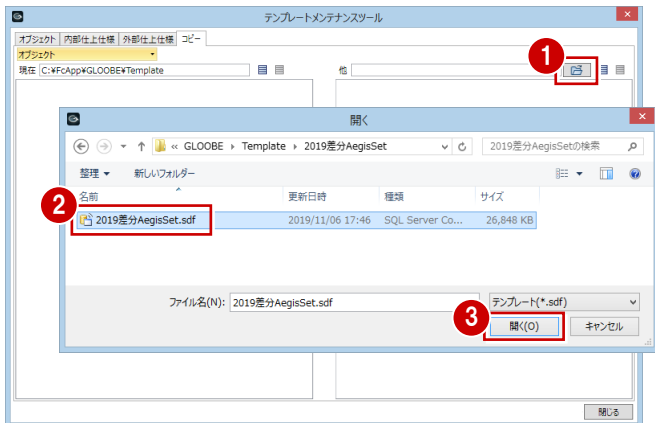 テンプレートメンテナンスツール
オブジェクト 内部仕上仕様 外部仕上仕様 コピー
オブジェクト
1
現在 C:¥FcApp¥GLOOBE¥Template 他
開く
« GLOOBE ▸ Template ▸ 2019差分AegisSet 2019差分AegisSetの検索
整理 新しいフォルダー
名前 更新日時 種類 サイズ
2
2019差分AegisSet.sdf 2019/11/06 17:46 SQL Server Co... 26,848 KB
ファイル名(N): 2019差分AegisSet.sdf テンプレート(*.sdf)
3
開く(O) キャンセル
閉じる